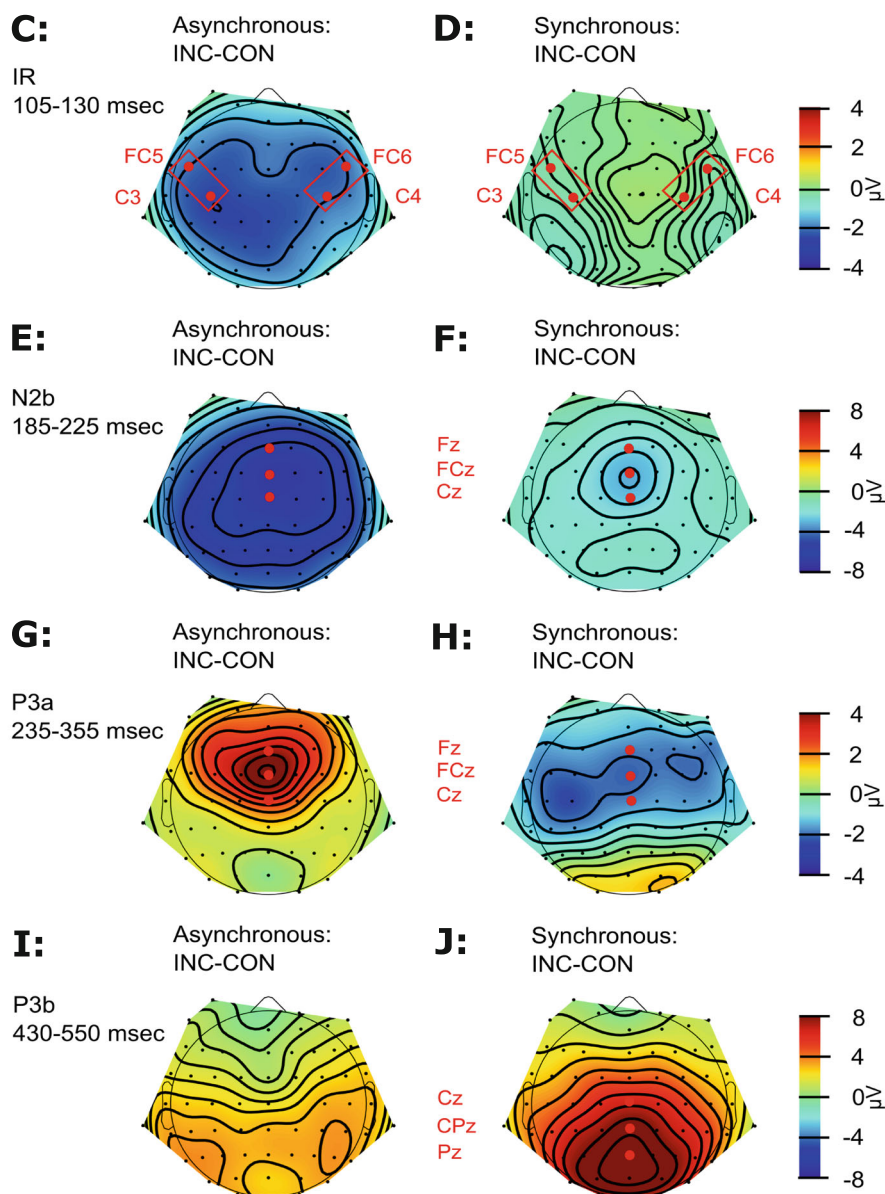 C:
Asynchronous:
INC-CON
D:
Synchronous:
INC-CON
IR
105-130 msec
FC5
FC6
C3
C4
FC5
FC6
C3
C4
4
2
0
-2
-4
µV
E:
Asynchronous:
INC-CON
F:
Synchronous:
INC-CON
N2b
185-225 msec
Fz
FCz
Cz
8
4
0
-4
-8
µV
G:
Asynchronous:
INC-CON
H:
Synchronous:
INC-CON
P3a
235-355 msec
Fz
FCz
Cz
4
2
0
-2
-4
µV
I:
Asynchronous:
INC-CON
J:
Synchronous:
INC-CON
P3b
430-550 msec
Cz
CPz
Pz
8
4
0
-4
-8
µV